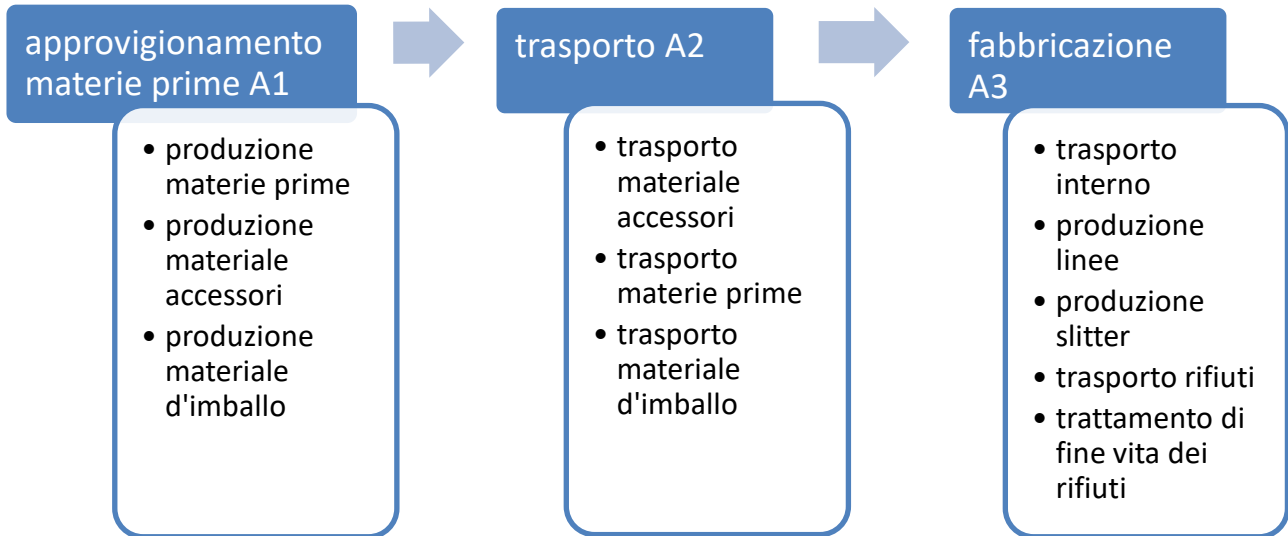 approvigionamento
materie prime A1
• produzione
materie prime
• produzione
materiale
accessori
• produzione
materiale
d'imballo
trasporto A2
• trasporto
materiale
accessori
• trasporto
materie prime
• trasporto
materiale
d'imballo
fabbricazione
A3
• trasporto
interno
• produzione
linee
• produzione
slitter
• trasporto rifiuti
• trattamento di
fine vita dei
rifiuti